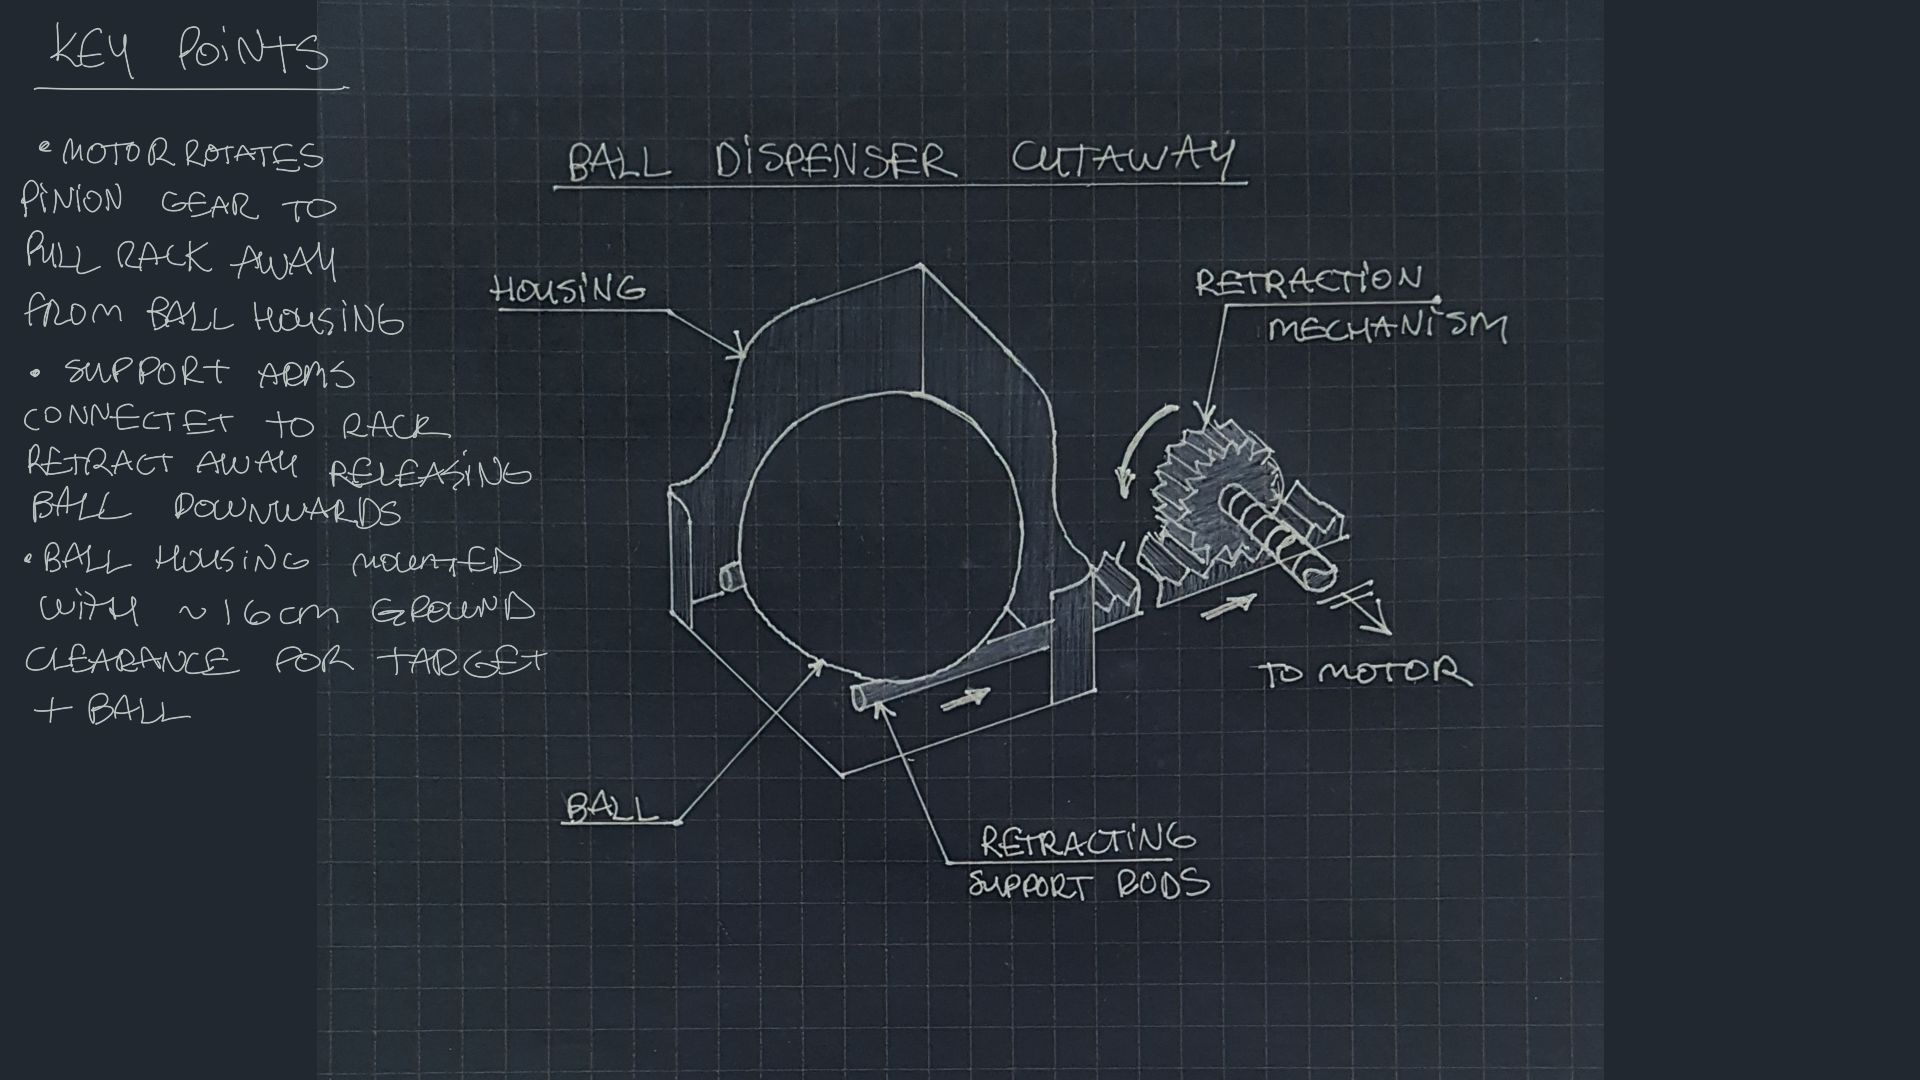 KEY POINTS
• MOTOR ROTATES
PINION GEAR TO
PULL RACK AWAY
FROM BALL HOUSING
• SUPPORT ARMS
CONNECTET TO RACK
RETRACT AWAY RELEASING
BALL DOWNWARDS
• BALL HOUSING MOUNTED
WITH ~16cm GROUND
CLEARANCE FOR TARGET
+ BALL
BALL DISPENSER CUTAWAY
HOUSING
RETRACTION
MECHANISM
TO MOTOR
BALL
RETRACTING
SUPPORT RODS